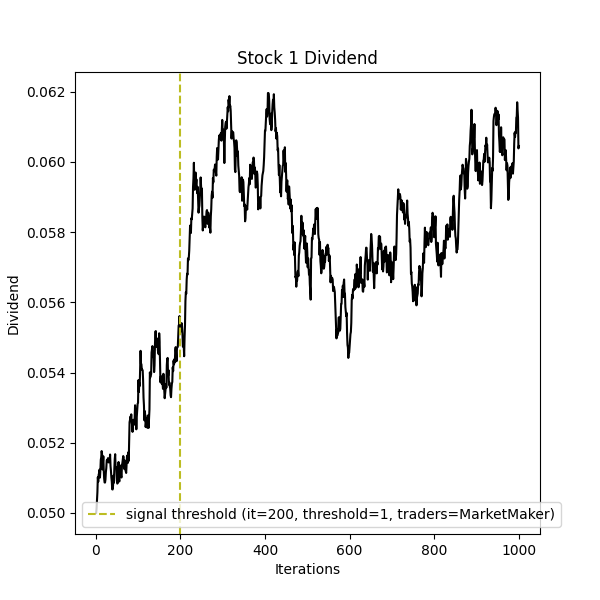 Stock 1 Dividend
0.062
0.060
0.058
0.056
0.054
0.052
0.050
Dividend
signal threshold (it=200, threshold=1, traders=MarketMaker)
0 200 400 600 800 1000
Iterations